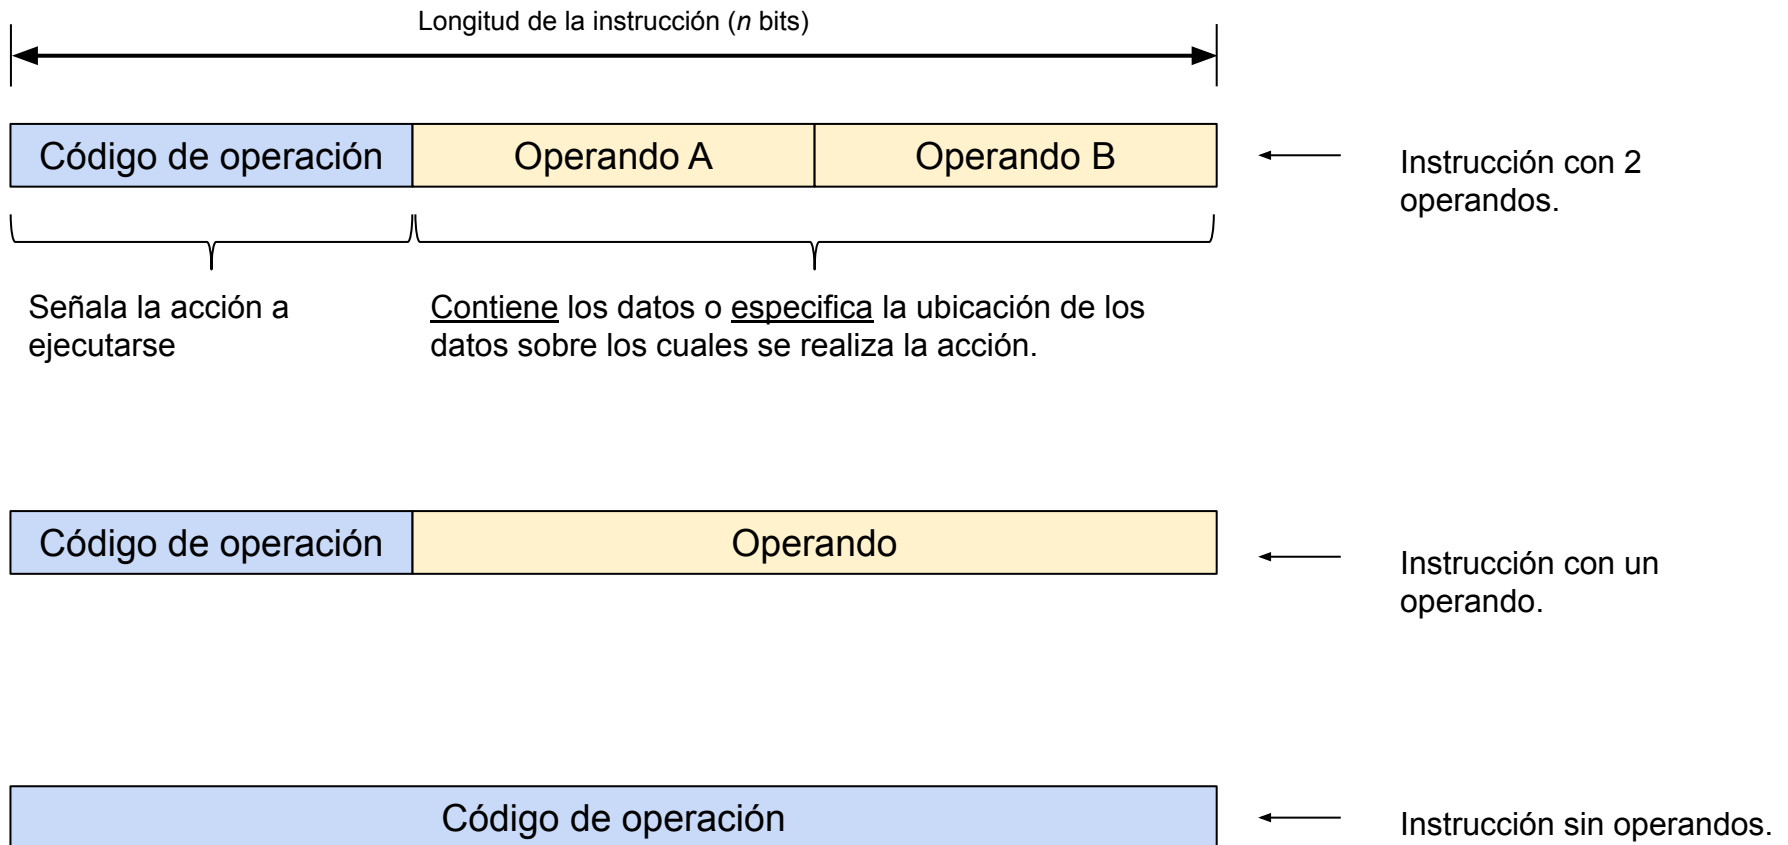 Longitud de la instrucción (n bits)
Código de operación
Operando A
Operando B
Instrucción con 2
operandos.
Señala la acción a
ejecutarse
Contiene los datos o especifica la ubicación de los
datos sobre los cuales se realiza la acción.
Código de operación
Operando
Instrucción con un
operando.
Código de operación
Instrucción sin operandos.